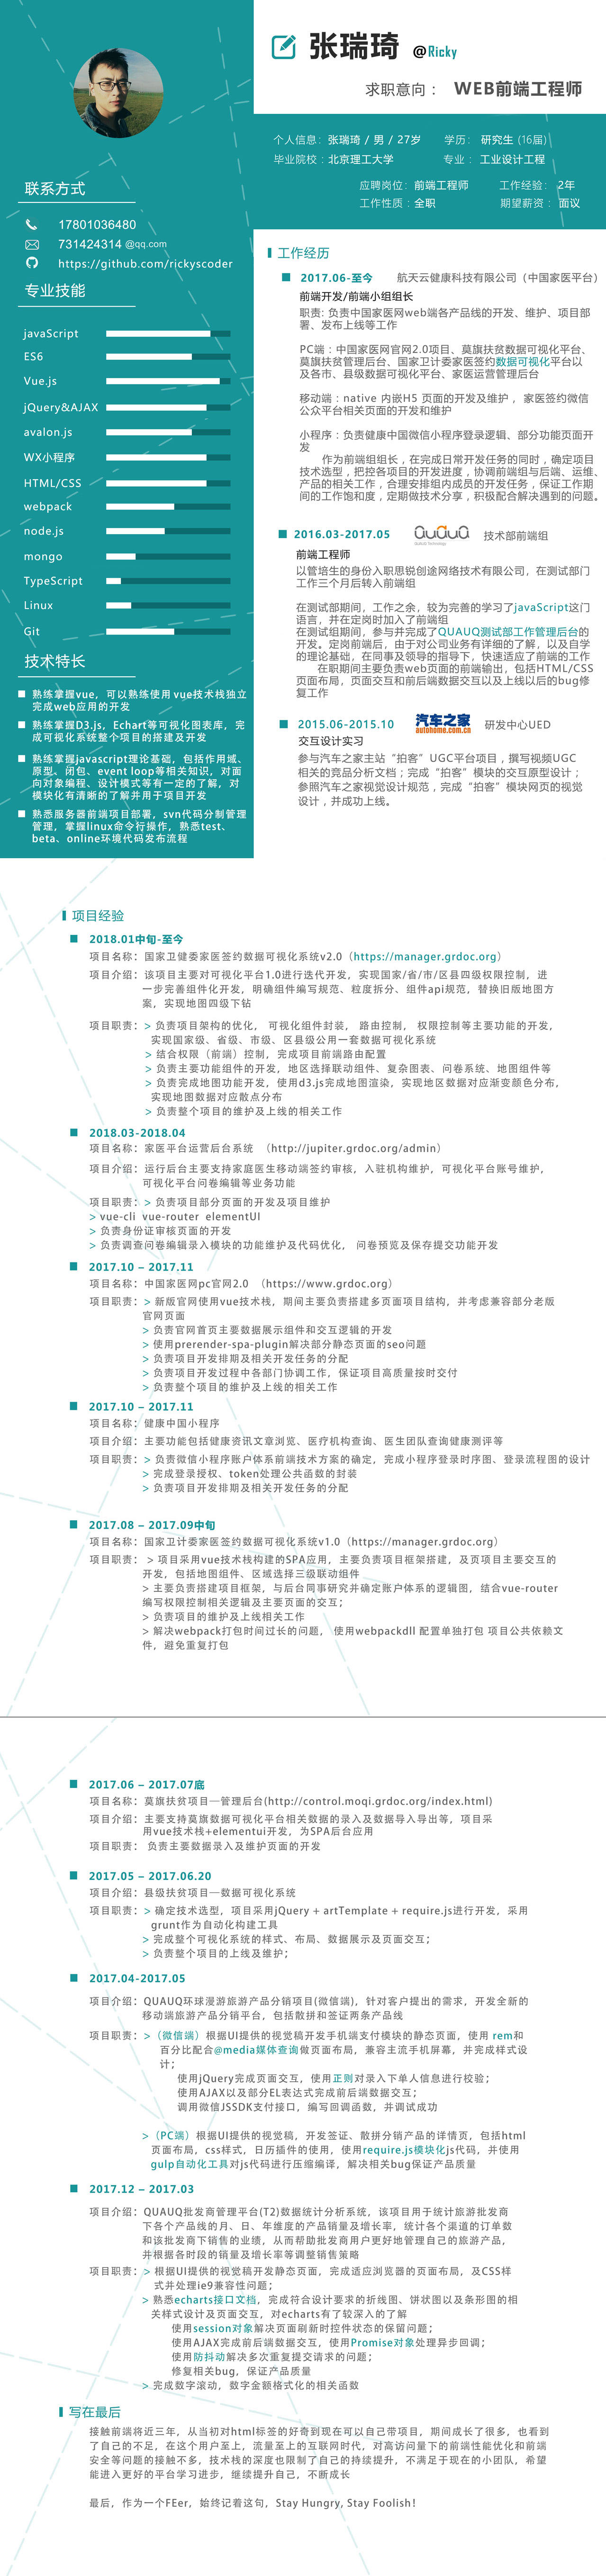 张瑞琦 @Ricky
求职意向： WEB前端工程师
个人信息：张瑞琦 / 男 / 27岁 学历： 研究生 (16届)
毕业院校：北京理工大学 专业 ：工业设计工程
应聘岗位：前端工程师 工作经验： 2年
工作性质：全职 期望薪资 ： 面议
联系方式
17801036480
731424314 @qq.com
https://github.com/rickyscoder
专业技能
javaScript
ES6
Vue.js
jQuery&AJAX
avalon.js
WX小程序
HTML/CSS
webpack
node.js
mongo
TypeScript
Linux
Git
技术特长
熟练掌握vue，可以熟练使用 vue技术栈独立
完成web应用的开发
熟练掌握D3.js，Echart等可视化图表库，完
成可视化系统整个项目的搭建及开发
熟练掌握javascript理论基础，包括作用域、
原型、闭包、event loop等相关知识，对面
向对象编程、设计模式等有一定的了解，对
模块化有清晰的了解并用于项目开发
熟悉服务器前端项目部署，svn代码分制管理
管理，掌握linux命令行操作，熟悉test、
beta、online环境代码发布流程
工作经历
2017.06-至今 航天云健康科技有限公司（中国家医平台）
前端开发/前端小组组长
职责: 负责中国家医网web端各产品线的开发、维护、项目部
署、发布上线等工作
PC端：中国家医网官网2.0项目、莫旗扶贫数据可视化平台、
莫旗扶贫管理后台、国家卫计委家医签约数据可视化平台以
及各市、县级数据可视化平台、家医运营管理后台
移动端：native 内嵌H5 页面的开发及维护 ，家医签约微信
公众平台相关页面的开发和维护
小程序：负责健康中国微信小程序登录逻辑、部分功能页面开
发
作为前端组组长，在完成日常开发任务的同时，确定项目
技术选型，把控各项目的开发进度，协调前端组与后端、运维、
产品的相关工作，合理安排组内成员的开发任务，保证工作期
间的工作饱和度，定期做技术分享，积极配合解决遇到的问题。
2016.03-2017.05 QUAUQ 技术部前端组
前端工程师
以管培生的身份入职思锐创途网络技术有限公司，在测试部门
工作三个月后转入前端组
在测试部期间，工作之余，较为完善的学习了javaScript这门
语言，并在定岗时加入了前端组
在测试组期间，参与并完成了QUAUQ测试部工作管理后台的
开发。定岗前端后，由于对公司业务有详细的了解，以及自学
的理论基础，在同事及领导的指导下，快速适应了前端的工作
在职期间主要负责web页面的前端输出，包括HTML/CSS
页面布局，页面交互和前后端数据交互以及上线以后的bug修
复工作
2015.06-2015.10 汽车之家 autohome.com.cn 研发中心UED
交互设计实习
参与汽车之家主站“拍客”UGC平台项目，撰写视频UGC
相关的竞品分析文档；完成“拍客”模块的交互原型设计；
参照汽车之家视觉设计规范，完成“拍客”模块网页的视觉
设计，并成功上线。
项目经验
2018.01中旬-至今
项目名称：国家卫健委家医签约数据可视化系统v2.0（https://manager.grdoc.org）
项目介绍：该项目主要对可视化平台1.0进行迭代开发，实现国家/省/市/区县四级权限控制，进
一步完善组件化开发，明确组件编写规范、粒度拆分、组件api规范，替换旧版地图方
案，实现地图四级下钻
项目职责：> 负责项目架构的优化， 可视化组件封装， 路由控制， 权限控制等主要功能的开发，
实现国家级、省级、市级、区县级公用一套数据可视化系统
> 结合权限（前端）控制，完成项目前端路由配置
> 负责主要功能组件的开发，地区选择联动组件、复杂图表、问卷系统、地图组件等
> 负责完成地图功能开发，使用d3.js完成地图渲染，实现地区数据对应渐变颜色分布，
实现地图数据对应散点分布
> 负责整个项目的维护及上线的相关工作
2018.03-2018.04
项目名称：家医平台运营后台系统 （http://jupiter.grdoc.org/admin）
项目介绍：运行后台主要支持家庭医生移动端签约审核，入驻机构维护，可视化平台账号维护，
可视化平台问卷编辑等业务功能
项目职责：> 负责项目部分页面的开发及项目维护
> vue-cli vue-router elementUI
> 负责身份证审核页面的开发
> 负责调查问卷编辑录入模块的功能维护及代码优化， 问卷预览及保存提交功能开发
2017.10 – 2017.11
项目名称：中国家医网pc官网2.0 （https://www.grdoc.org）
项目职责：> 新版官网使用vue技术栈，期间主要负责搭建多页面项目结构，并考虑兼容部分老版
官网页面
> 负责官网首页主要数据展示组件和交互逻辑的开发
> 使用prerender-spa-plugin解决部分静态页面的seo问题
> 负责项目开发排期及相关开发任务的分配
> 负责项目开发过程中各部门协调工作，保证项目高质量按时交付
> 负责整个项目的维护及上线的相关工作
2017.10 – 2017.11
项目名称：健康中国小程序
项目介绍：主要功能包括健康资讯文章浏览、医疗机构查询、医生团队查询健康测评等
项目职责：> 负责微信小程序账户体系前端技术方案的确定，完成小程序登录时序图、登录流程图的设计
> 完成登录授权、token处理公共函数的封装
> 负责项目开发排期及相关开发任务的分配
2017.08 – 2017.09中旬
项目名称：国家卫计委家医签约数据可视化系统v1.0（https://manager.grdoc.org）
项目职责： > 项目采用vue技术栈构建的SPA应用，主要负责项目框架搭建，及页项目主要交互的
开发，包括地图组件、区域选择三级联动组件
> 主要负责搭建项目框架，与后台同事研究并确定账户体系的逻辑图，结合vue-router
编写权限控制相关逻辑及主要页面的交互；
> 负责项目的维护及上线相关工作
> 解决webpack打包时间过长的问题， 使用webpackdll 配置单独打包 项目公共依赖文
件，避免重复打包
2017.06 – 2017.07底
项目名称：莫旗扶贫项目—管理后台(http://control.moqi.grdoc.org/index.html)
项目介绍：主要支持莫旗数据可视化平台相关数据的录入及数据导入导出等，项目采
用vue技术栈+elementui开发，为SPA后台应用
项目职责： 负责主要数据录入及维护页面的开发
2017.05 – 2017.06.20
项目介绍：县级扶贫项目—数据可视化系统
项目职责：> 确定技术选型，项目采用jQuery + artTemplate + require.js进行开发，采用
grunt作为自动化构建工具
> 完成整个可视化系统的样式、布局、数据展示及页面交互；
> 负责整个项目的上线及维护；
2017.04-2017.05
项目介绍：QUAUQ环球漫游旅游产品分销项目(微信端)，针对客户提出的需求，开发全新的
移动端旅游产品分销平台，包括散拼和签证两条产品线
项目职责：>（微信端）根据UI提供的视觉稿开发手机端支付模块的静态页面，使用 rem和
百分比配合@media媒体查询做页面布局，兼容主流手机屏幕，并完成样式设
计；
使用jQuery完成页面交互，使用正则对录入下单人信息进行校验；
使用AJAX以及部分EL表达式完成前后端数据交互；
调用微信JSSDK支付接口，编写回调函数，并调试成功
>（PC端）根据UI提供的视觉稿，开发签证、散拼分销产品的详情页，包括html
页面布局，css样式，日历插件的使用，使用require.js模块化js代码，并使用
gulp自动化工具对js代码进行压缩编译，解决相关bug保证产品质量
2017.12 – 2017.03
项目介绍：QUAUQ批发商管理平台(T2)数据统计分析系统，该项目用于统计旅游批发商
下各个产品线的月、日、年维度的产品销量及增长率，统计各个渠道的订单数
和该批发商下销售的业绩，从而帮助批发商用户更好地管理自己的旅游产品，
并根据各时段的销量及增长率等调整销售策略
项目职责：> 根据UI提供的视觉稿开发静态页面，完成适应浏览器的页面布局，及CSS样
式并处理ie9兼容性问题；
> 熟悉echarts接口文档，完成符合设计要求的折线图、饼状图以及条形图的相
关样式设计及页面交互，对echarts有了较深入的了解
使用session对象解决页面刷新时控件状态的保留问题；
使用AJAX完成前后端数据交互，使用Promise对象处理异步回调；
使用防抖动解决多次重复提交请求的问题；
修复相关bug，保证产品质量
> 完成数字滚动，数字金额格式化的相关函数
写在最后
接触前端将近三年，从当初对html标签的好奇到现在可以自己带项目，期间成长了很多，也看到
了自己的不足，在这个用户至上，流量至上的互联网时代，对高访问量下的前端性能优化和前端
安全等问题的接触不多，技术栈的深度也限制了自己的持续提升，不满足于现在的小团队，希望
能进入更好的平台学习进步，继续提升自己，不断成长
最后，作为一个FEer，始终记着这句，Stay Hungry, Stay Foolish!